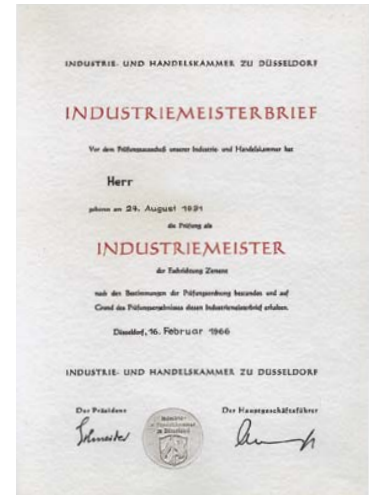 INDUSTRIE- UND HANDELSKAMMER ZU DÜSSELDORF
INDUSTRIEMEISTERBRIEF
Vor dem Prüfungsausschuß unserer Industrie- und Handelskammer hat
Herr
geboren am 24. August
die Prüfung als
INDUSTRIEMEISTER
der Fachrichtung Zement
nach den Bestimmungen der Prüfungsordnung bestanden und auf
Grund des Prüfungsergebnisses diesen Industriemeisterbrief erhalten.
Düsseldorf, 16. Februar 1966
INDUSTRIE- UND HANDELSKAMMER ZU DÜSSELDORF
Der Präsident
Der Hauptgeschäftsführer